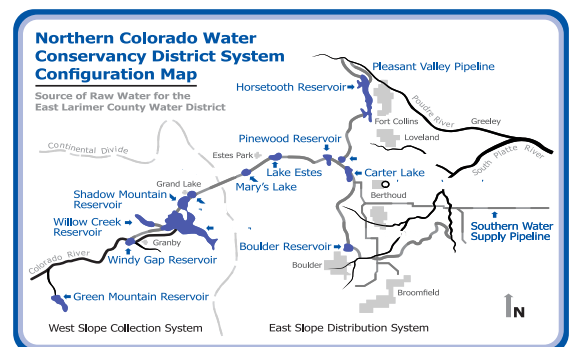 Northern Colorado Water
Conservancy District System
Configuration Map
Source of Raw Water for the
East Larimer County Water District
Pleasant Valley Pipeline
Horsetooth Reservoir
Poudre River
Greeley
Fort Collins
Loveland
South Platte
River
Continental Divide
Pinewood Reservoir
Estes Park
Lake Estes
Mary's Lake
Carter Lake
Berthoud
Grand Lake
Shadow Mountain
Reservoir
Willow Creek
Reservoir
Granby
Southern Water
Supply Pipeline
Boulder Reservoir
Colorado River
Windy Gap Reservoir
Boulder
Green Mountain Reservoir
Broomfield
N
West Slope Collection System
East Slope Distribution System